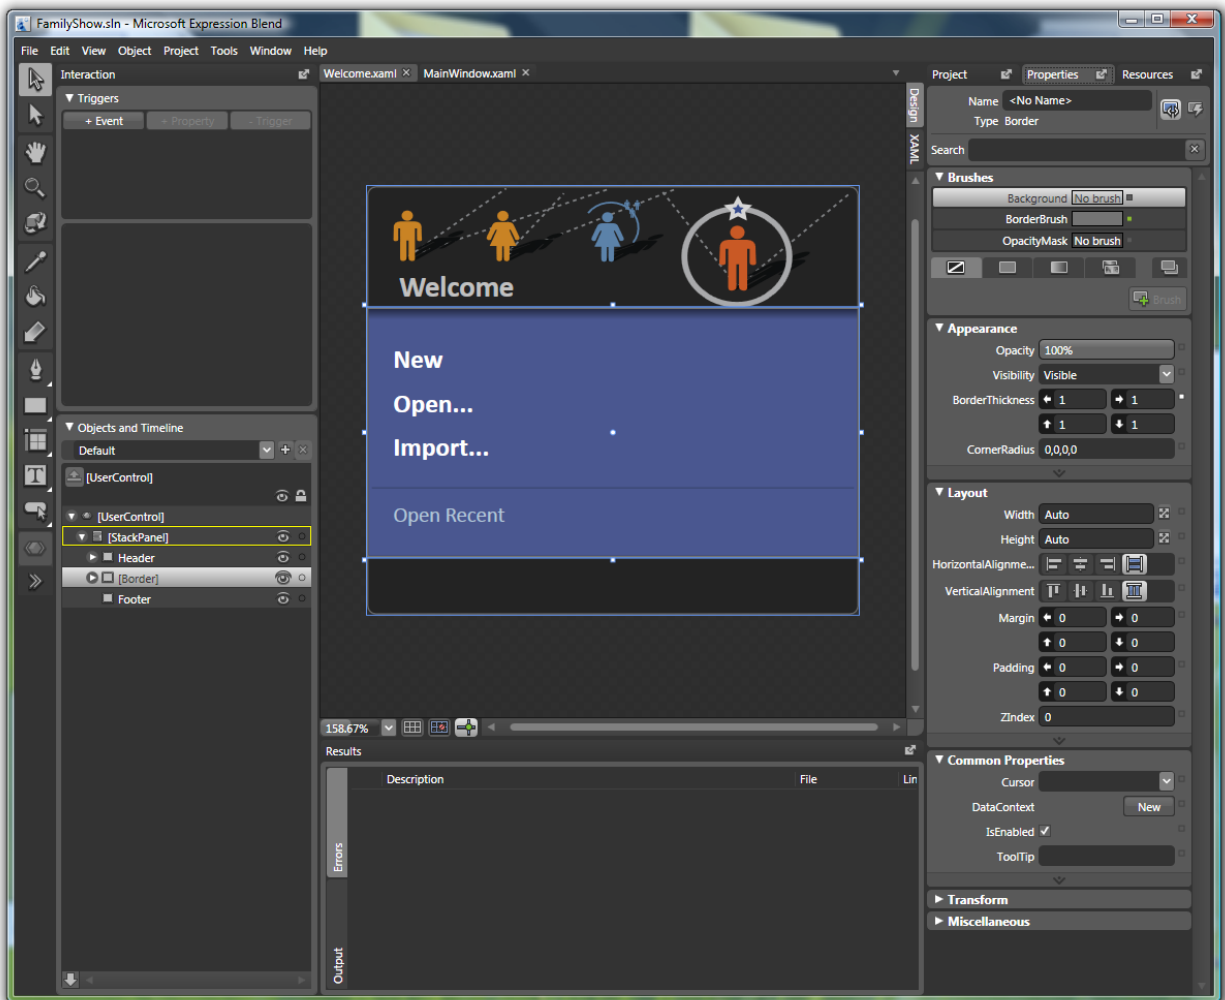 FamilyShow.sln - Microsoft Expression Blend
File Edit View Object Project Tools Window Help
Interaction
Triggers
+ Event + Property - Trigger
Objects and Timeline
Default
[UserControl]
[UserControl]
[StackPanel]
Header
[Border]
Footer
Welcome.xaml × MainWindow.xaml ×
Design
XAML
Welcome
New
Open...
Import...
Open Recent
158.67%
Results
Errors
Output
Description File Lin
Project Properties Resources
Name <No Name>
Type Border
Search
Brushes
Background No brush
BorderBrush
OpacityMask No brush
Brush
Appearance
Opacity 100%
Visibility Visible
BorderThickness 1 1
1 1
CornerRadius 0,0,0,0
Layout
Width Auto
Height Auto
HorizontalAlignme...
VerticalAlignment
Margin 0 0
0 0
Padding 0 0
0 0
ZIndex 0
Common Properties
Cursor
DataContext New
IsEnabled
ToolTip
Transform
Miscellaneous